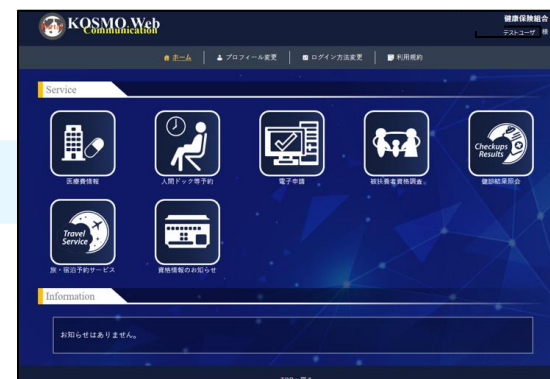 KOSMO Web
Communication
健康保険組合
テストユーザ 様
ホーム
プロフィール変更
ログイン方法変更
利用規約
Service
医療費情報
人間ドック等予約
電子申請
被扶養者資格調査
Checkups
Results
健診結果照会
Travel
Service
旅・宿泊予約サービス
資格情報のお知らせ
Information
お知らせはありません。